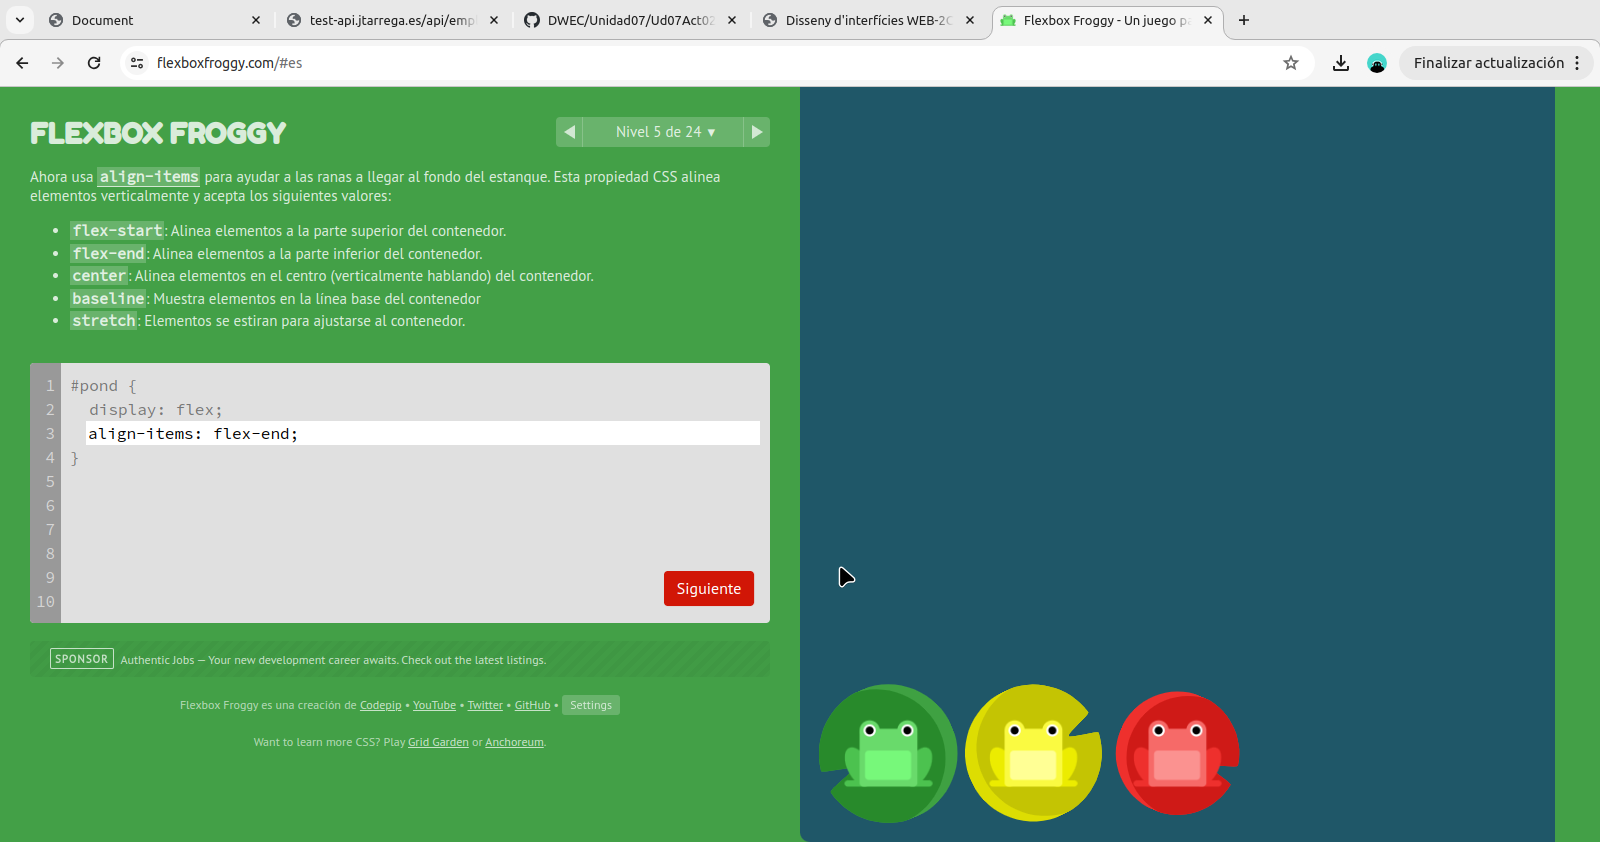 Document
test-api.jtarrega.es/api/emp
DWEC/Unidad07/Ud07Act02
Disseny d'interfícies WEB-2C
Flexbox Froggy - Un juego pa
flexboxfroggy.com/#es
Finalizar actualización
FLEXBOX FROGGY
Nivel 5 de 24 ▾
Ahora usa align-items para ayudar a las ranas a llegar al fondo del estanque. Esta propiedad CSS alinea
elementos verticalmente y acepta los siguientes valores:
• flex-start: Alinea elementos a la parte superior del contenedor.
• flex-end: Alinea elementos a la parte inferior del contenedor.
• center: Alinea elementos en el centro (verticalmente hablando) del contenedor.
• baseline: Muestra elementos en la línea base del contenedor
• stretch: Elementos se estiran para ajustarse al contenedor.
1 #pond {
2 display: flex;
3 align-items: flex-end;
4 }
5
6
7
8
9
10
Siguiente
SPONSOR Authentic Jobs — Your new development career awaits. Check out the latest listings.
Flexbox Froggy es una creación de Codepip • YouTube • Twitter • GitHub • Settings
Want to learn more CSS? Play Grid Garden or Anchoreum.